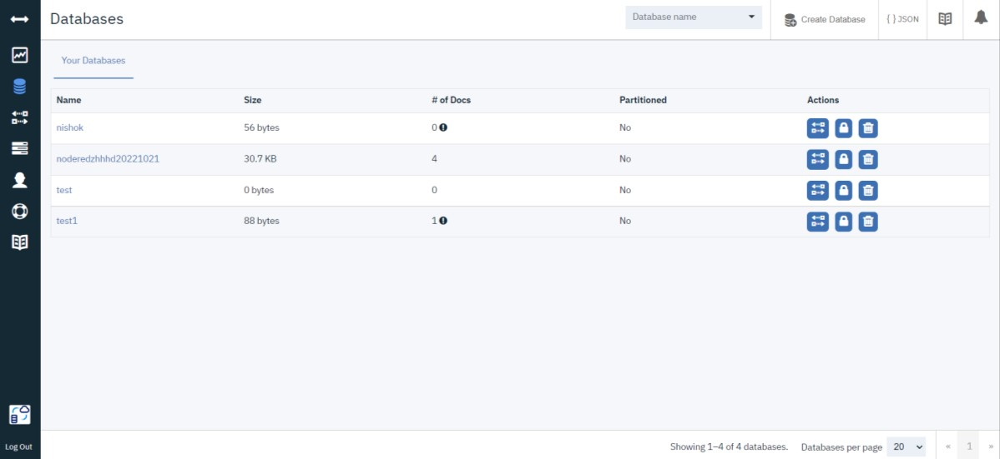 Databases
Database name
Create Database
{ } JSON
Your Databases
Name Size # of Docs Partitioned Actions
nishok 56 bytes 0 No
noderedzhhhd20221021 30.7 KB 4 No
test 0 bytes 0 No
test1 88 bytes 1 No
Log Out
Showing 1–4 of 4 databases. Databases per page 20 « 1 »